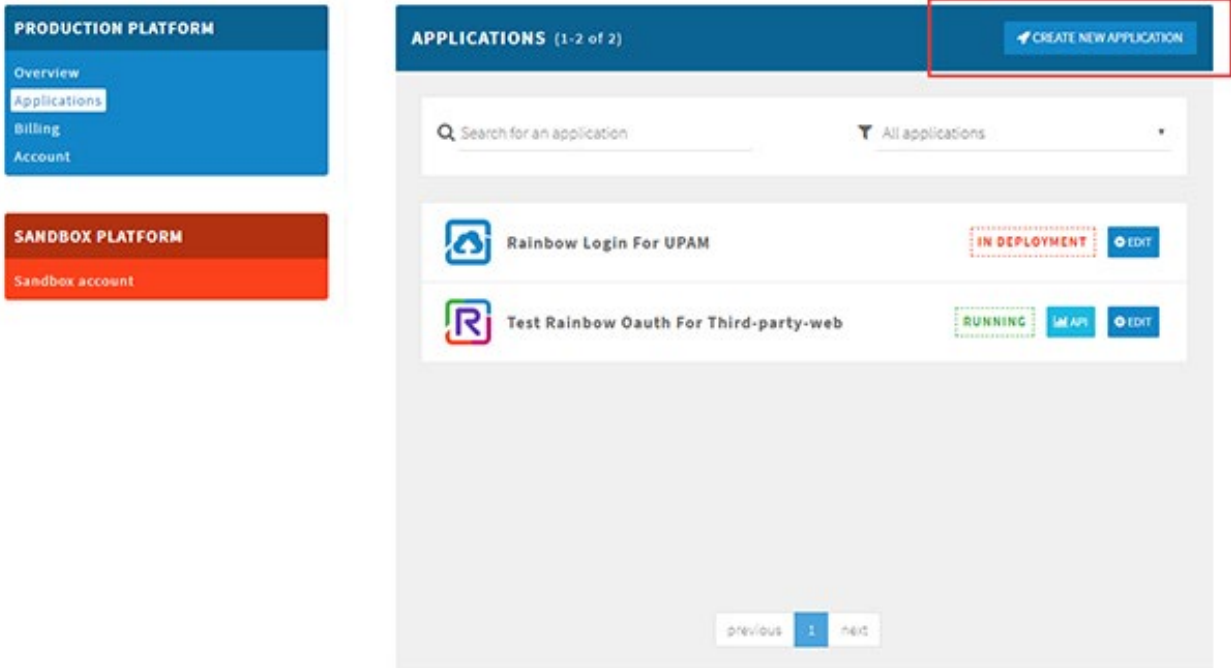 PRODUCTION PLATFORM
Overview
Applications
Billing
Account
SANDBOX PLATFORM
Sandbox account
APPLICATIONS (1-2 of 2)
CREATE NEW APPLICATION
Search for an application
All applications
Rainbow Login For UPAM
IN DEPLOYMENT
EDIT
Test Rainbow Oauth For Third-party-web
RUNNING
API
EDIT
previous 1 next